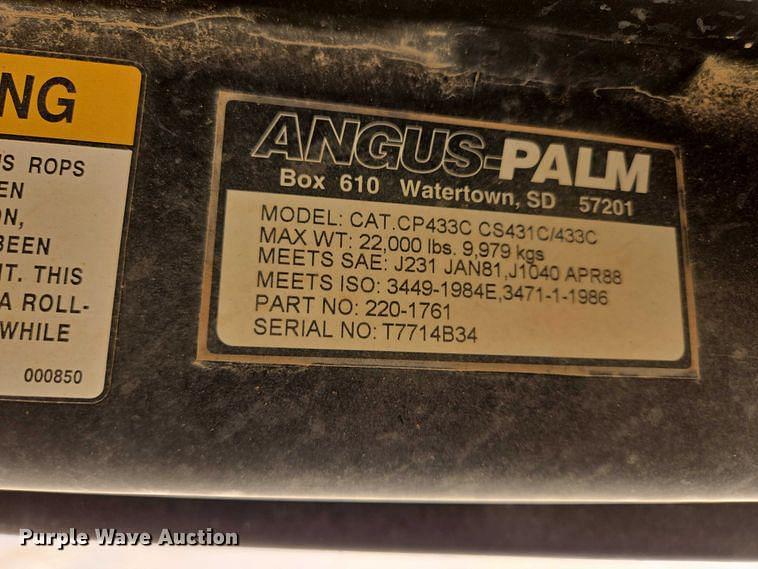 NG
S ROPS
EN
ON,
BEEN
NT. THIS
A ROLL-
WHILE
000850
ANGUS-PALM
Box 610 Watertown, SD 57201
MODEL: CAT.CP433C CS431C/433C
MAX WT: 22,000 lbs. 9,979 kgs
MEETS SAE: J231 JAN81,J1040 APR88
MEETS ISO: 3449-1984E,3471-1-1986
PART NO: 220-1761
SERIAL NO: T7714B34
Purple Wave Auction